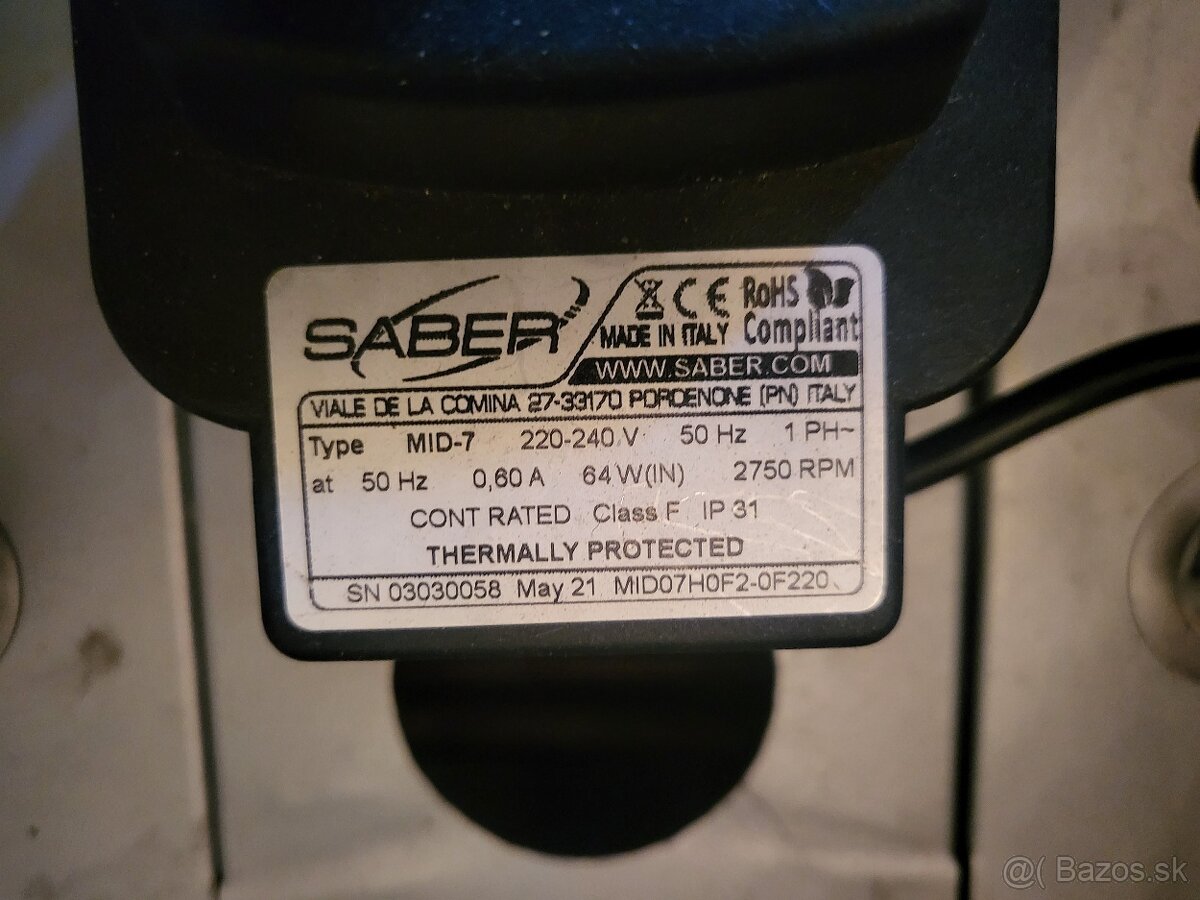 SABER
CE RoHS
MADE IN ITALY Compliant
WWW.SABER.COM
VIALE DE LA COMINA 27-33170 PORDENONE (PN) ITALY
Type MID-7 220-240 V 50 Hz 1 PH~
at 50 Hz 0,60 A 64 W(IN) 2750 RPM
CONT RATED Class F IP 31
THERMALLY PROTECTED
SN 03030058 May 21 MID07H0F2-0F220
@( Bazos.sk